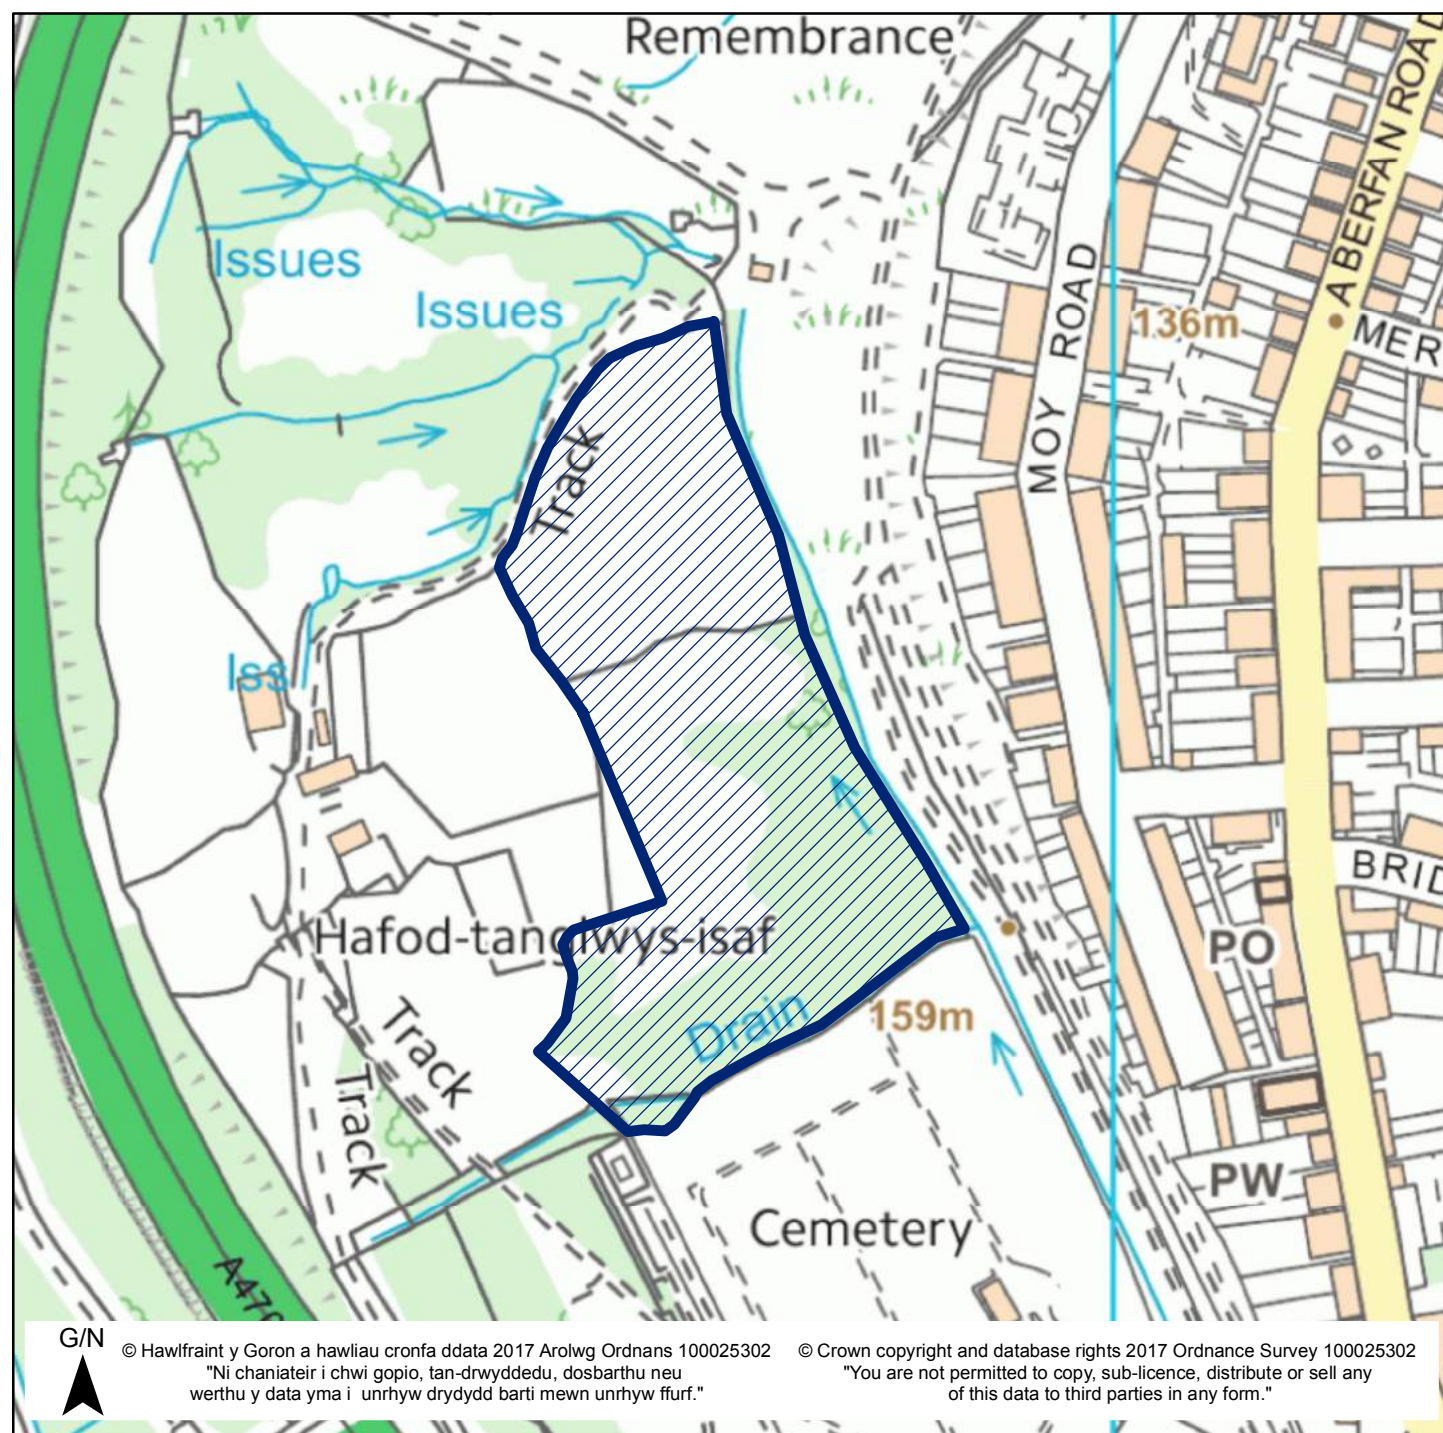 Remembrance
ABERFAN ROAD
Issues
Issues
136m
MER
MOY ROAD
Track
Iss
BRID
Hafod-tanglwys-isaf
PO
Drain
159m
Track
Track
PW
Cemetery
A470
G/N
© Hawlfraint y Goron a hawliau cronfa ddata 2017 Arolwg Ordnans 100025302
"Ni chaniateir i chwi gopio, tan-drwyddedu, dosbarthu neu
werthu y data yma i unrhyw drydydd barti mewn unrhyw ffurf."
© Crown copyright and database rights 2017 Ordnance Survey 100025302
"You are not permitted to copy, sub-licence, distribute or sell any
of this data to third parties in any form."